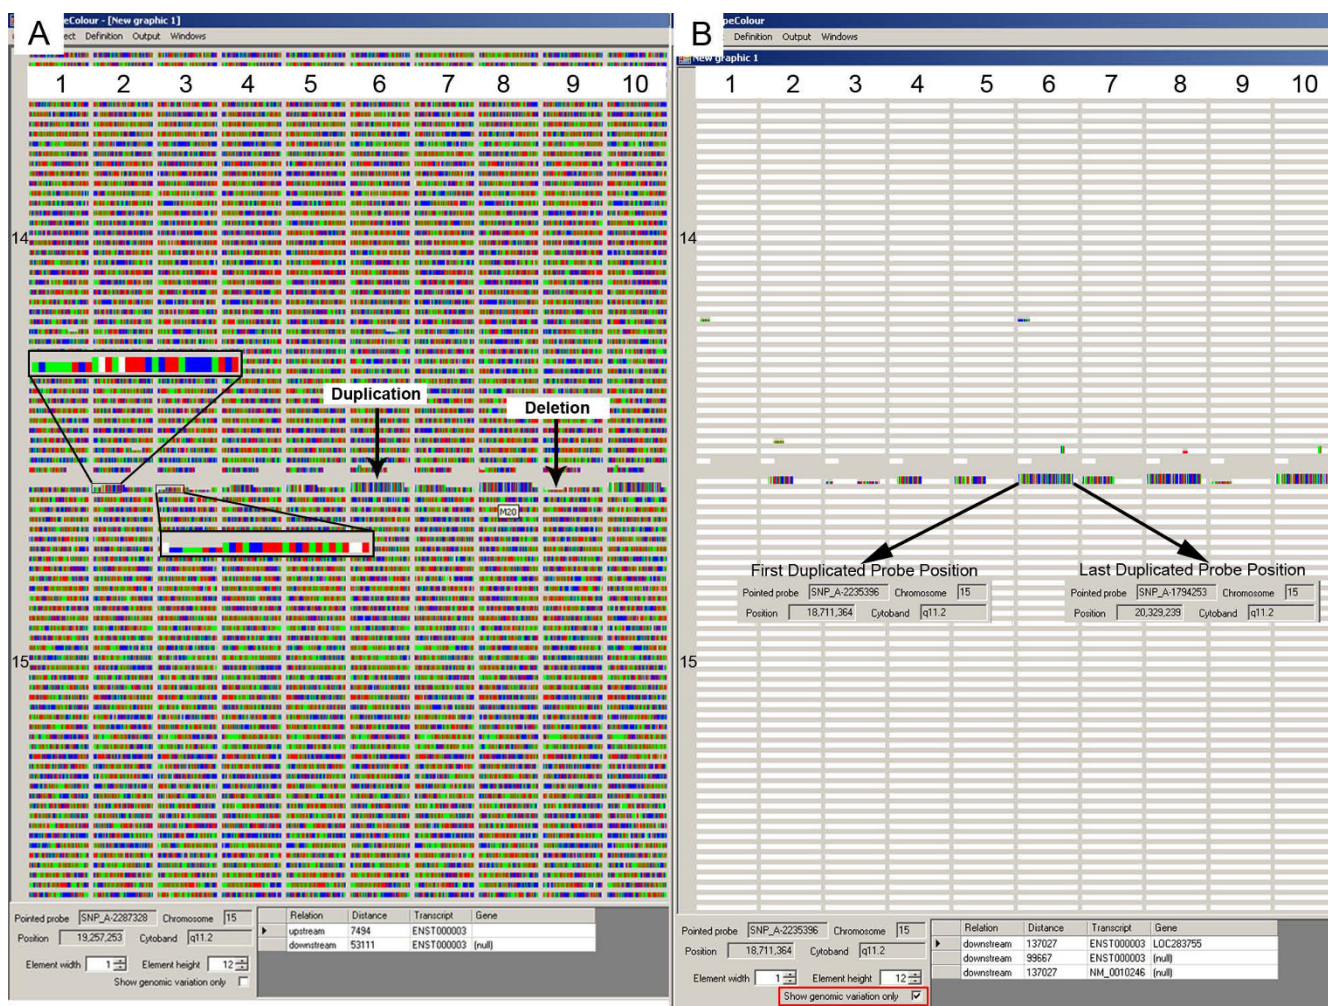 A
peColour - [New graphic 1]
ect Definition Output Windows
1 2 3 4 5 6 7 8 9 10
14
Duplication
Deletion
M20
15
Pointed probe SNP_A-2287328 Chromosome 15
Position 19,257,253 Cytoband q11.2
Element width 1 Element height 12
Show genomic variation only
Relation Distance Transcript Gene
upstream 7494 ENST000003
downstream 53111 ENST000003 (null)
B
peColour
Definition Output Windows
New graphic 1
1 2 3 4 5 6 7 8 9 10
14
First Duplicated Probe Position
Pointed probe SNP_A-2235396 Chromosome 15
Position 18,711,364 Cytoband q11.2
Last Duplicated Probe Position
Pointed probe SNP_A-1794253 Chromosome 15
Position 20,329,239 Cytoband q11.2
15
Pointed probe SNP_A-2235396 Chromosome 15
Position 18,711,364 Cytoband q11.2
Element width 1 Element height 12
Show genomic variation only
Relation Distance Transcript Gene
downstream 137027 ENST000003 LOC283755
downstream 99667 ENST000003 (null)
downstream 137027 NM_0010246 (null)